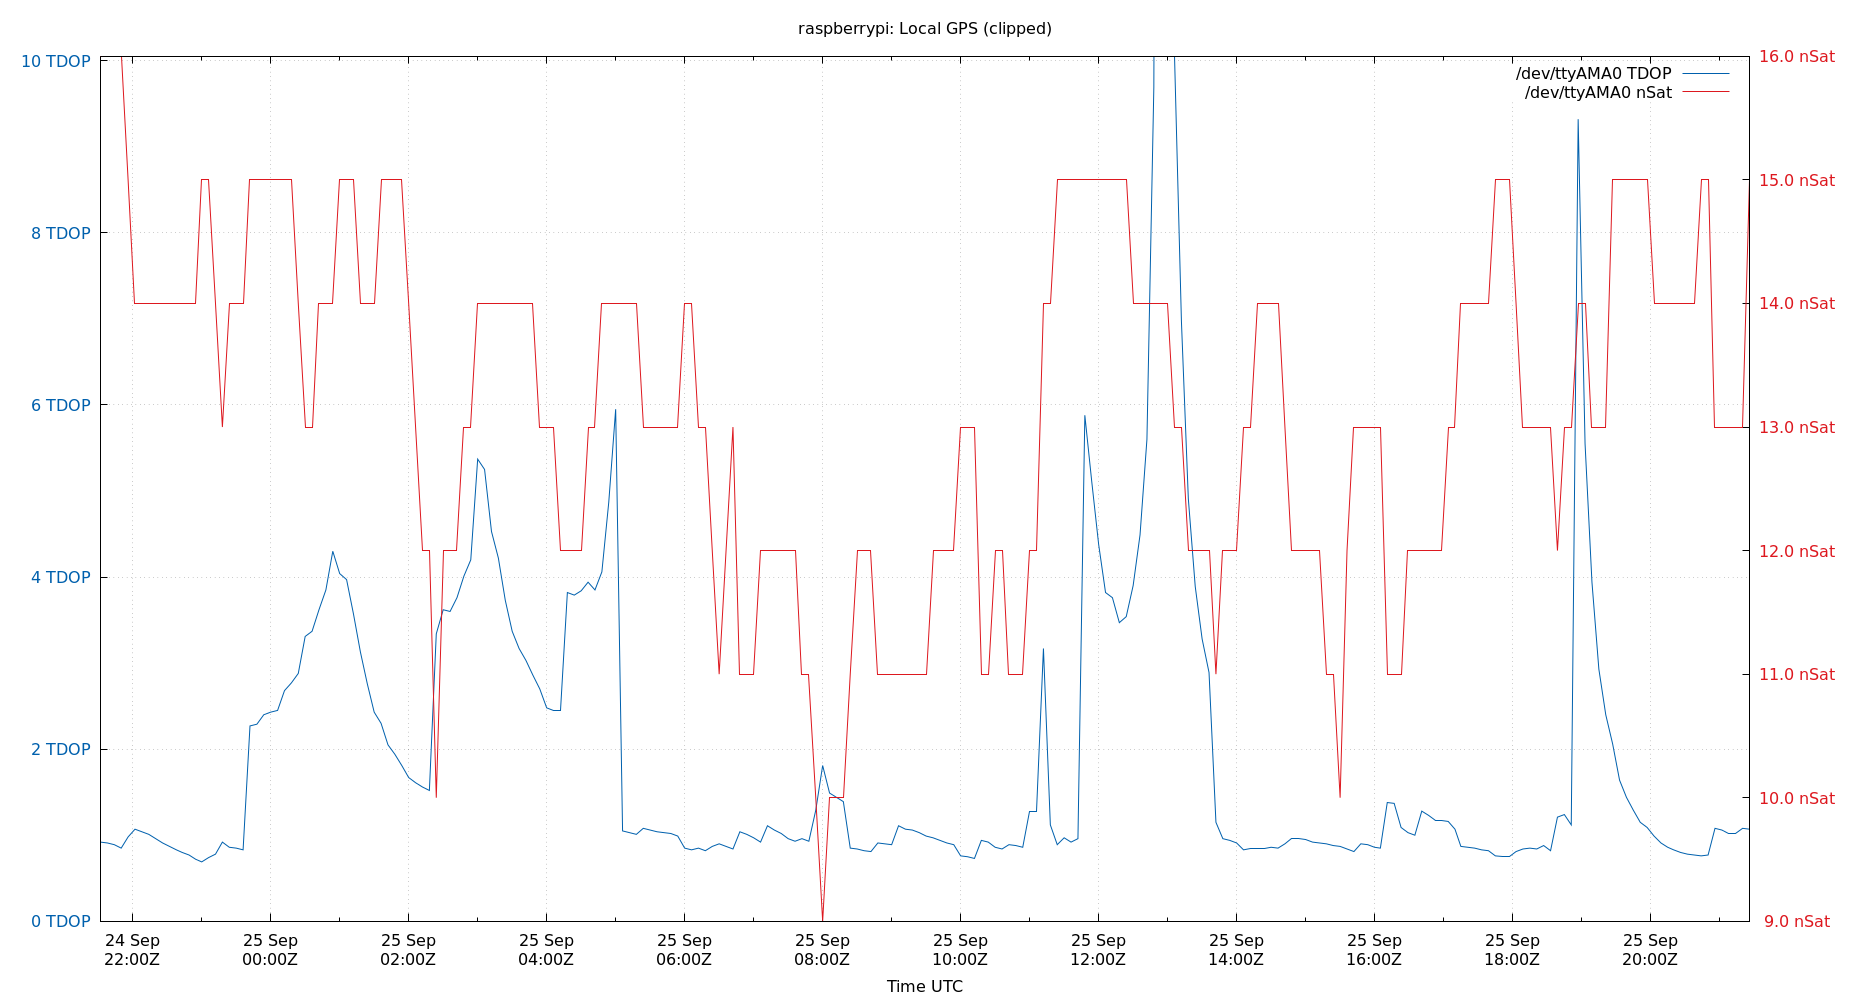 raspberrypi: Local GPS (clipped)
10 TDOP
8 TDOP
6 TDOP
4 TDOP
2 TDOP
0 TDOP
/dev/ttyAMA0 TDOP
/dev/ttyAMA0 nSat
16.0 nSat
15.0 nSat
14.0 nSat
13.0 nSat
12.0 nSat
11.0 nSat
10.0 nSat
9.0 nSat
24 Sep 25 Sep 25 Sep 25 Sep 25 Sep 25 Sep 25 Sep 25 Sep 25 Sep 25 Sep 25 Sep 25 Sep
22:00Z 00:00Z 02:00Z 04:00Z 06:00Z 08:00Z 10:00Z 12:00Z 14:00Z 16:00Z 18:00Z 20:00Z
Time UTC